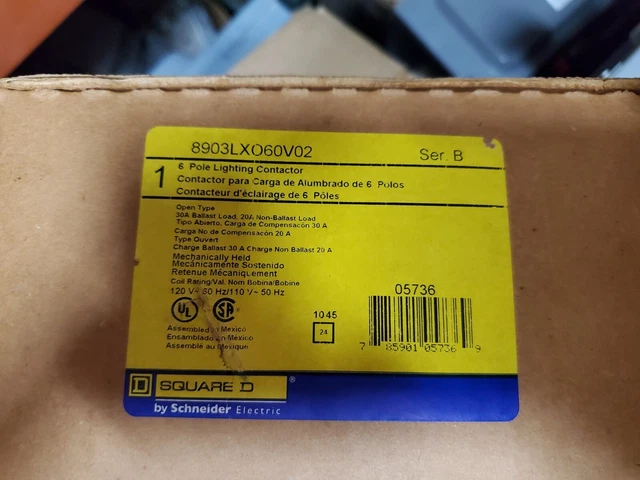 8903LXO60V02
Ser. B
1
6 Pole Lighting Contactor
Contactor para Carga de Alumbrado de 6 Polos
Contacteur d'éclairage de 6 Pôles
Open Type
30A Ballast Load, 20A Non-Ballast Load
Tipo Abierto, Carga de Compensacón 30 A
Carga No de Compensación 20 A
Type Ouvert
Charge Ballast 30 A Charge Non Ballast 20 A
Mechanically Held
Mecánicamente Sostenido
Retenue Mécaniquement
Coil Rating/Val. Nom Bobina/Bobine
120 V~ 60 Hz/110 V~ 50 Hz
UL
SA
Assembled in Mexico
Ensamblado en Mexico
Assemblé au Mexique
1045
24
05736
7 85901 05736 9
D SQUARE D ®
by Schneider Electric